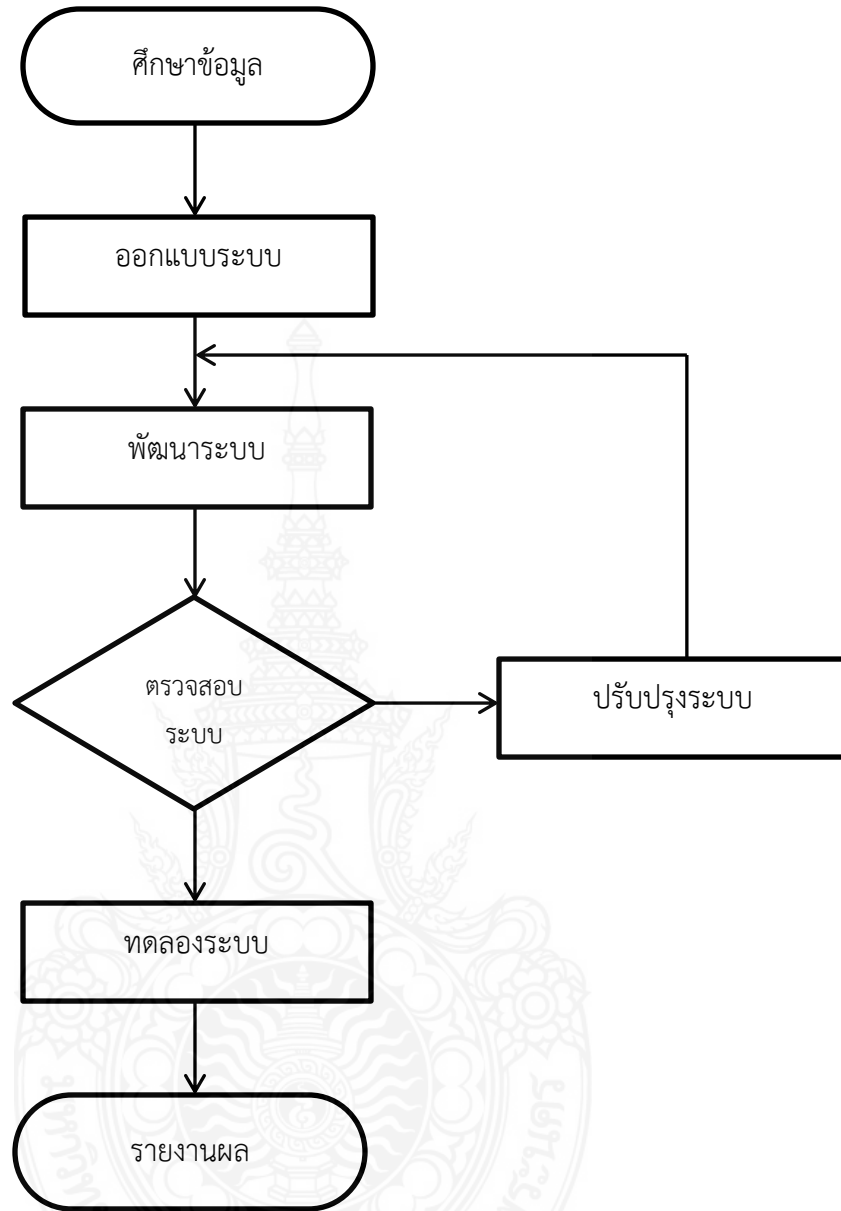 ศึกษาข้อมูล
ออกแบบระบบ
พัฒนาระบบ
ตรวจสอบ
ระบบ
ปรับปรุงระบบ
ทดลองระบบ
รายงานผล